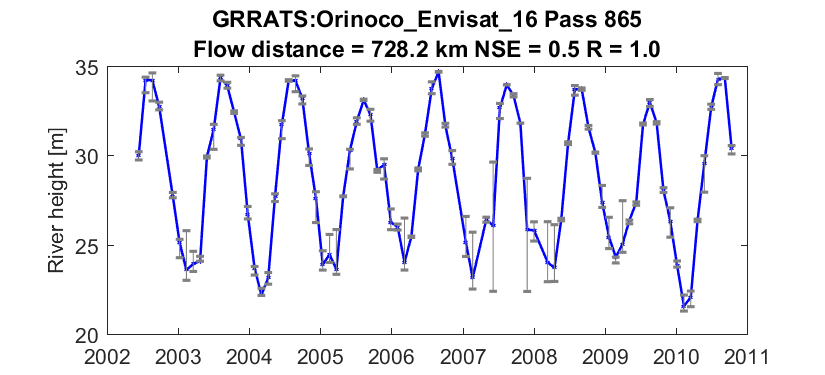 GRRATS:Orinoco_Envisat_16 Pass 865
Flow distance = 728.2 km NSE = 0.5 R = 1.0
35
30
25
20
River height [m]
2002 2003 2004 2005 2006 2007 2008 2009 2010 2011